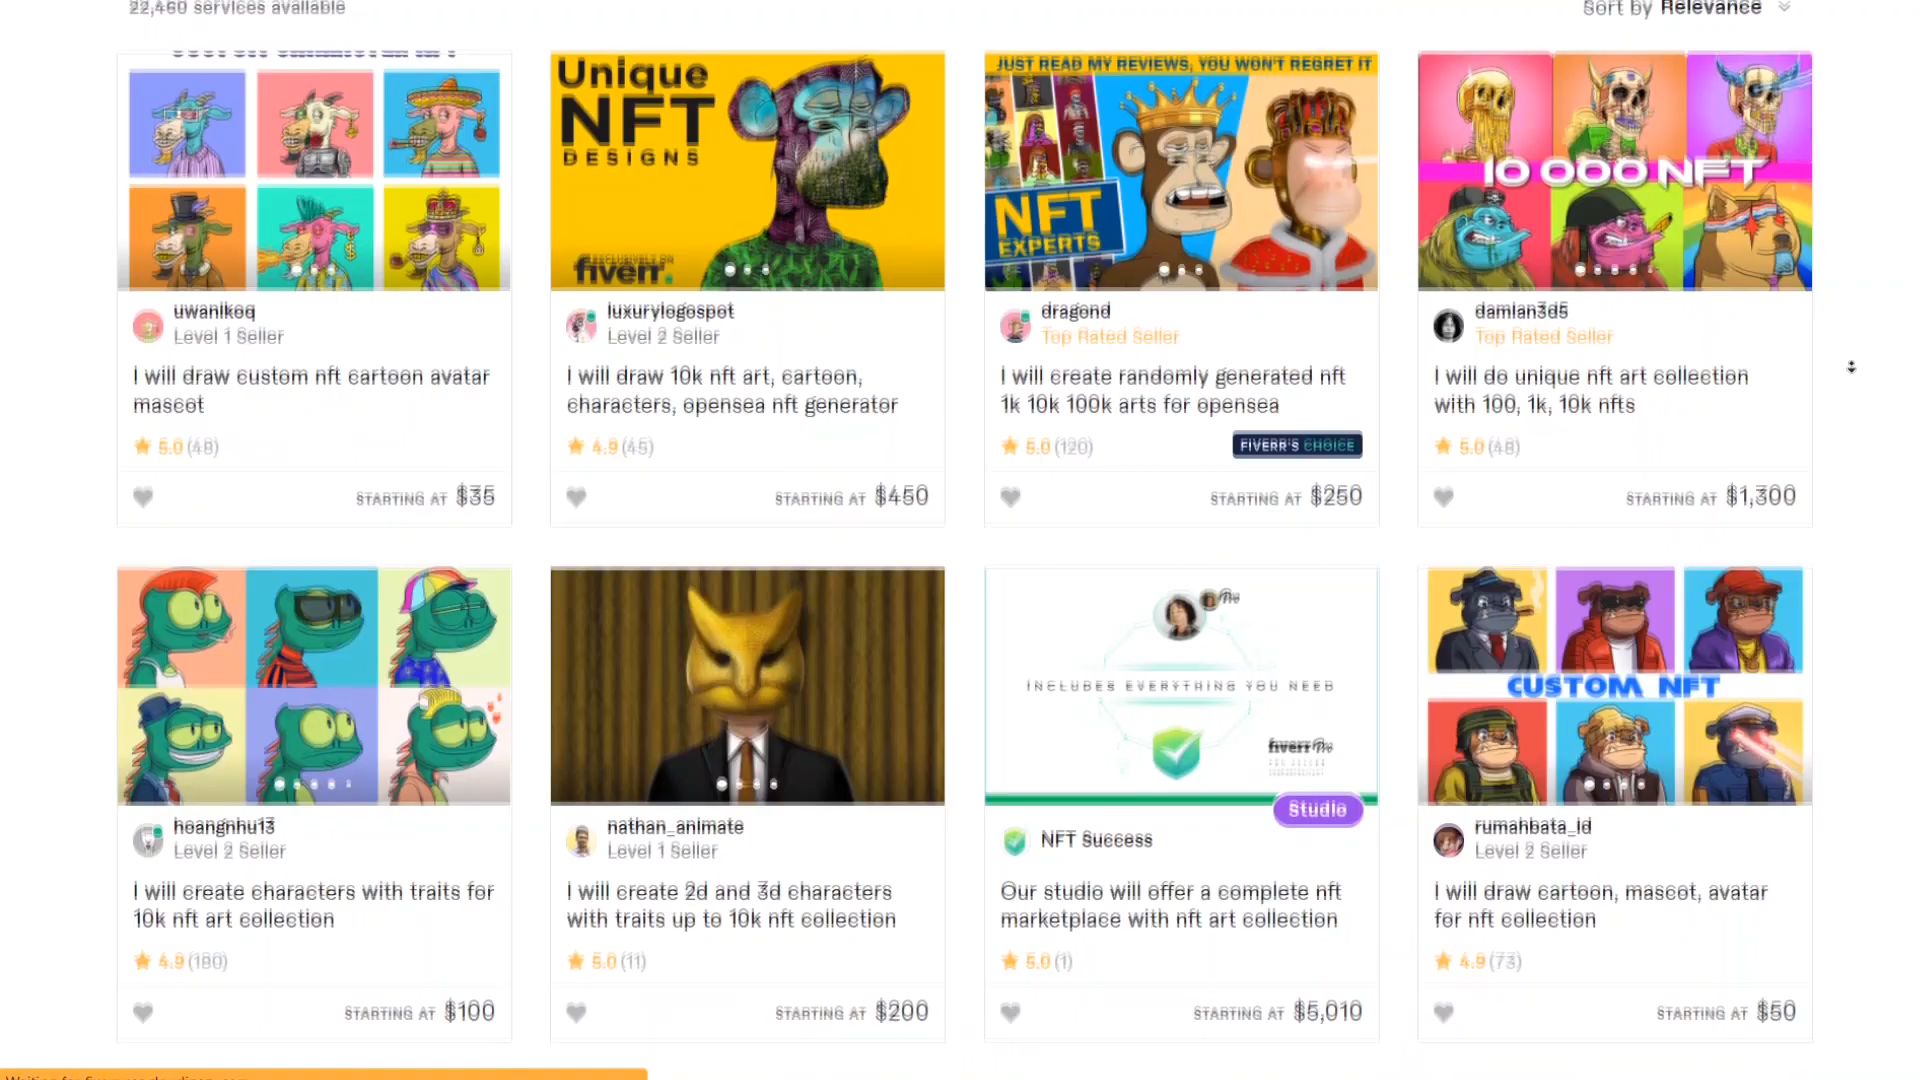 22,460 services available
Sort by Relevance
Unique
NFT
DESIGNS
EXCLUSIVELY ON
fiverr.
JUST READ MY REVIEWS, YOU WON'T REGRET IT
NFT
EXPERTS
10 000 NFT
uwanikoq
Level 1 Seller
I will draw custom nft cartoon avatar
mascot
5.0 (48)
STARTING AT $35
luxurylogospot
Level 2 Seller
I will draw 10k nft art, cartoon,
characters, opensea nft generator
4.9 (45)
STARTING AT $450
dragond
Top Rated Seller
I will create randomly generated nft
1k 10k 100k arts for opensea
5.0 (120)
FIVERR'S CHOICE
STARTING AT $250
damian3d5
Top Rated Seller
I will do unique nft art collection
with 100, 1k, 10k nfts
5.0 (48)
STARTING AT $1,300
INCLUDES EVERYTHING YOU NEED
fiverr Pro
CUSTOM NFT
hoangnhu13
Level 2 Seller
I will create characters with traits for
10k nft art collection
4.9 (180)
STARTING AT $100
nathan_animate
Level 1 Seller
I will create 2d and 3d characters
with traits up to 10k nft collection
5.0 (11)
STARTING AT $200
Studio
NFT Success
Our studio will offer a complete nft
marketplace with nft art collection
5.0 (1)
STARTING AT $5,010
rumahbata_id
Level 2 Seller
I will draw cartoon, mascot, avatar
for nft collection
4.9 (73)
STARTING AT $50